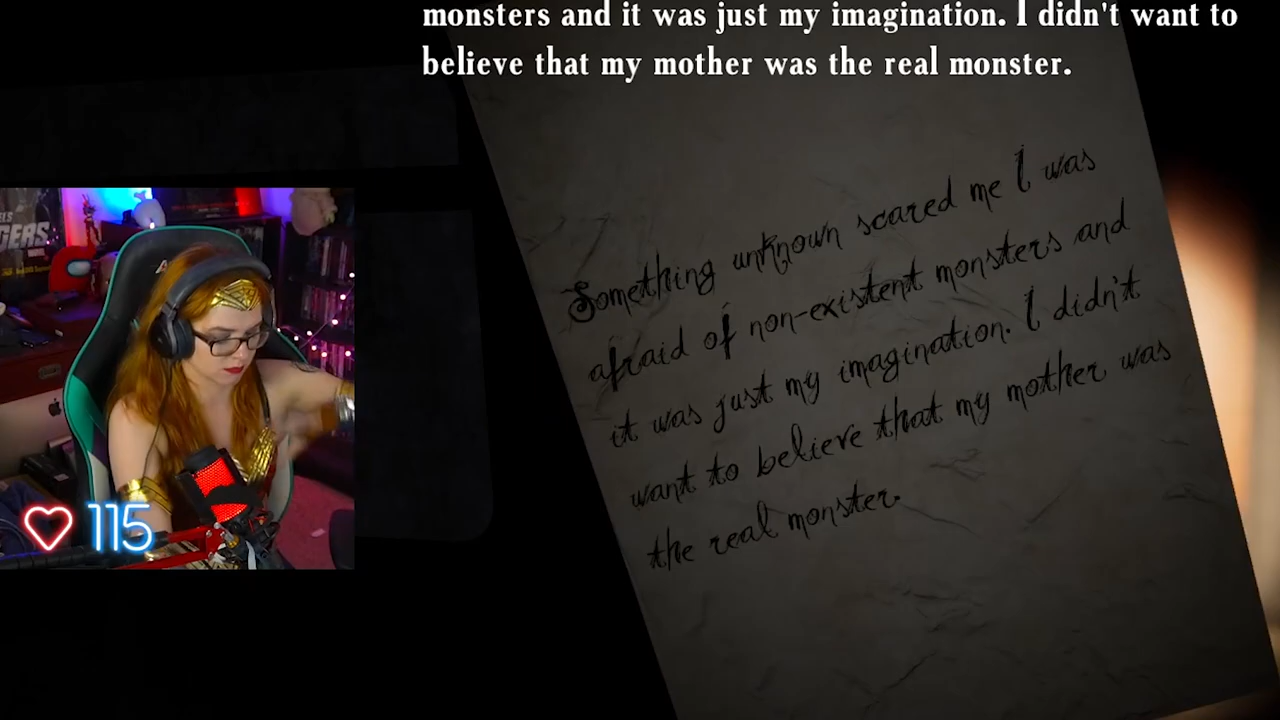 monsters and it was just my imagination. I didn't want to
believe that my mother was the real monster.
Something unknown scared me I was
afraid of non-existent monsters and
it was just my imagination. I didn't
want to believe that my mother was
the real monster.
GERS
115